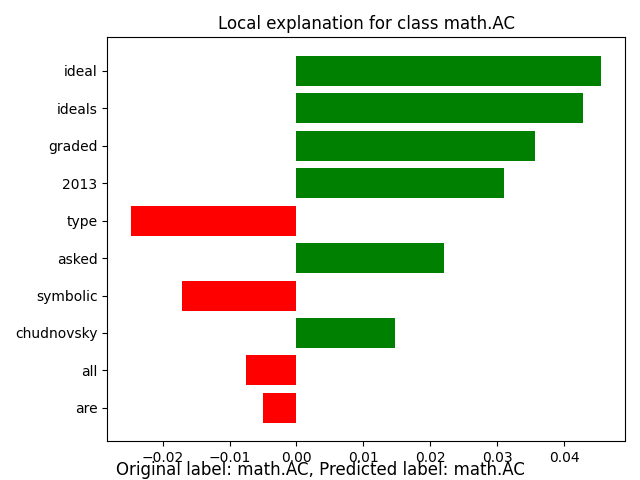 Local explanation for class math.AC
ideal
ideals
graded
2013
type
asked
symbolic
chudnovsky
all
are
−0.02 −0.01 0.00 0.01 0.02 0.03 0.04
Original label: math.AC, Predicted label: math.AC